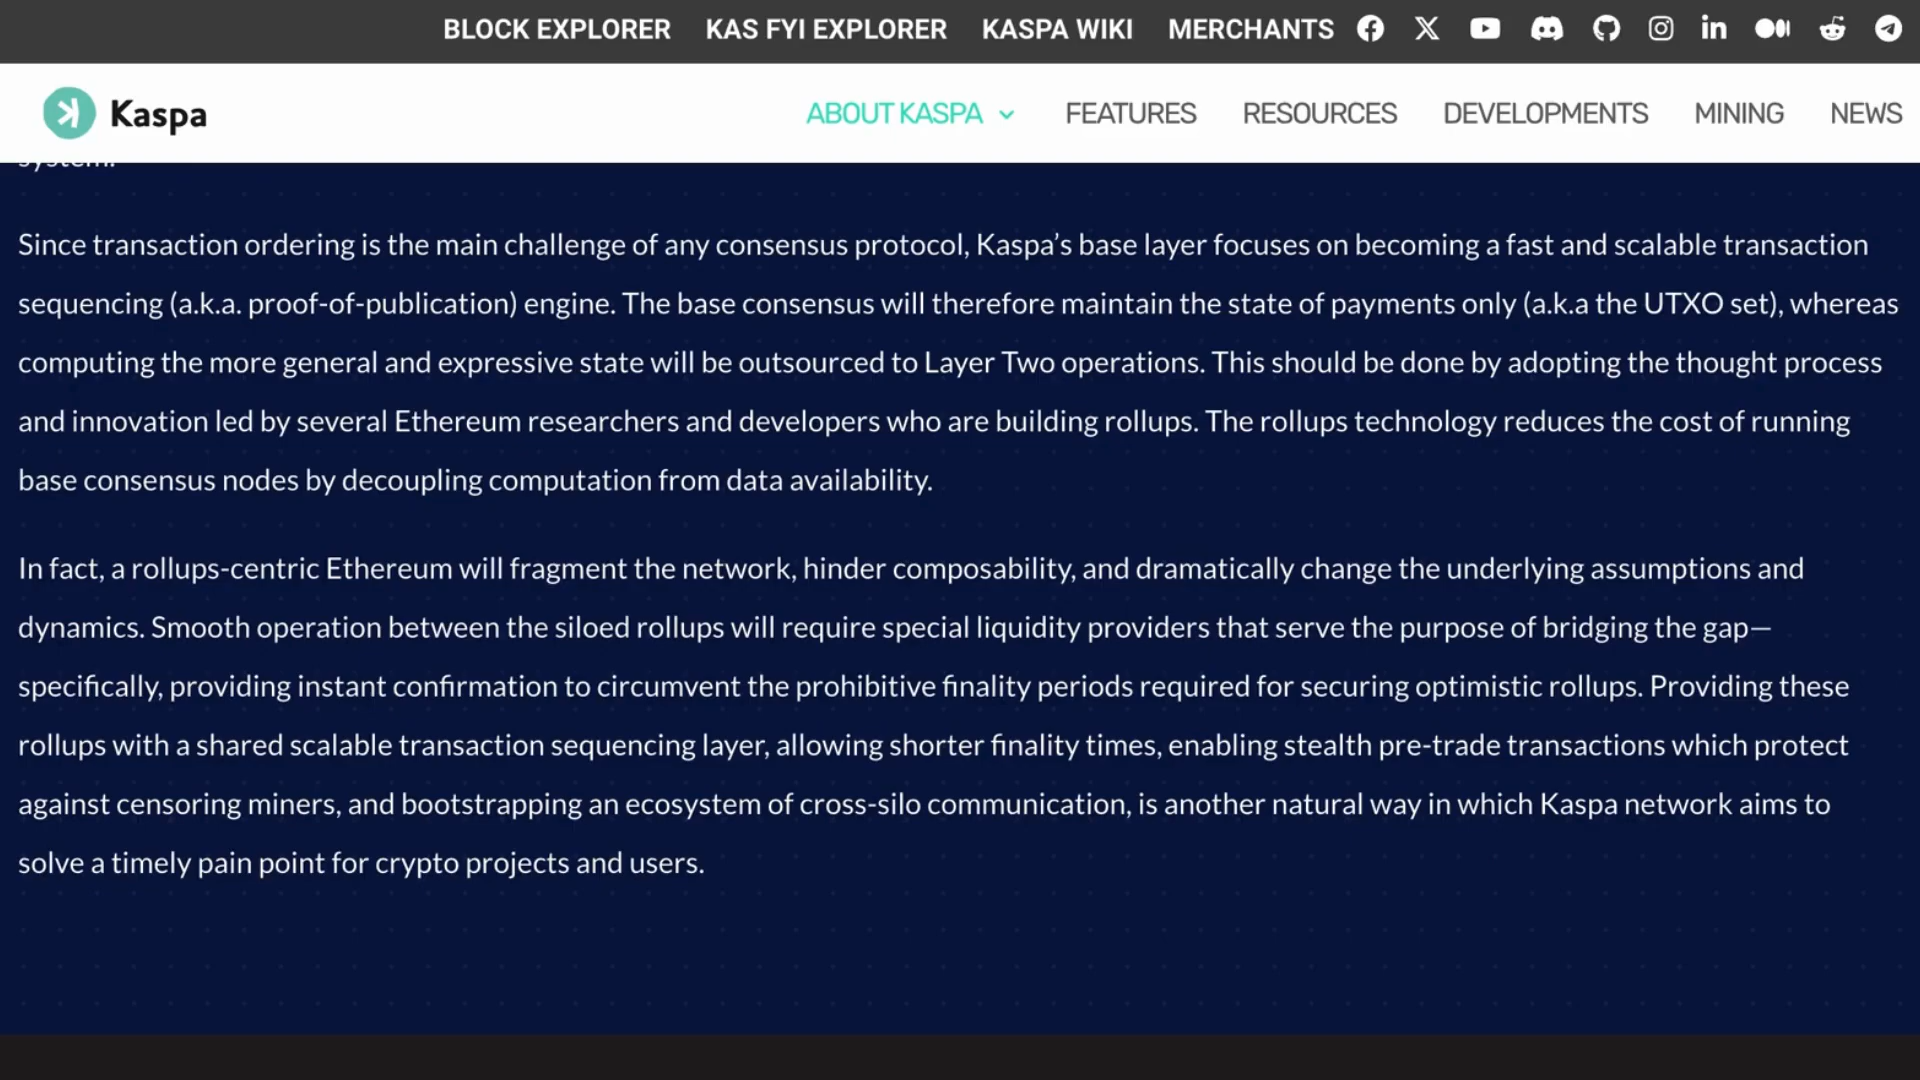 BLOCK EXPLORER KAS FYI EXPLORER KASPA WIKI MERCHANTS
Kaspa ABOUT KASPA FEATURES RESOURCES DEVELOPMENTS MINING NEWS
system.
Since transaction ordering is the main challenge of any consensus protocol, Kaspa’s base layer focuses on becoming a fast and scalable transaction
sequencing (a.k.a. proof-of-publication) engine. The base consensus will therefore maintain the state of payments only (a.k.a the UTXO set), whereas
computing the more general and expressive state will be outsourced to Layer Two operations. This should be done by adopting the thought process
and innovation led by several Ethereum researchers and developers who are building rollups. The rollups technology reduces the cost of running
base consensus nodes by decoupling computation from data availability.
In fact, a rollups-centric Ethereum will fragment the network, hinder composability, and dramatically change the underlying assumptions and
dynamics. Smooth operation between the siloed rollups will require special liquidity providers that serve the purpose of bridging the gap—
specifically, providing instant confirmation to circumvent the prohibitive finality periods required for securing optimistic rollups. Providing these
rollups with a shared scalable transaction sequencing layer, allowing shorter finality times, enabling stealth pre-trade transactions which protect
against censoring miners, and bootstrapping an ecosystem of cross-silo communication, is another natural way in which Kaspa network aims to
solve a timely pain point for crypto projects and users.